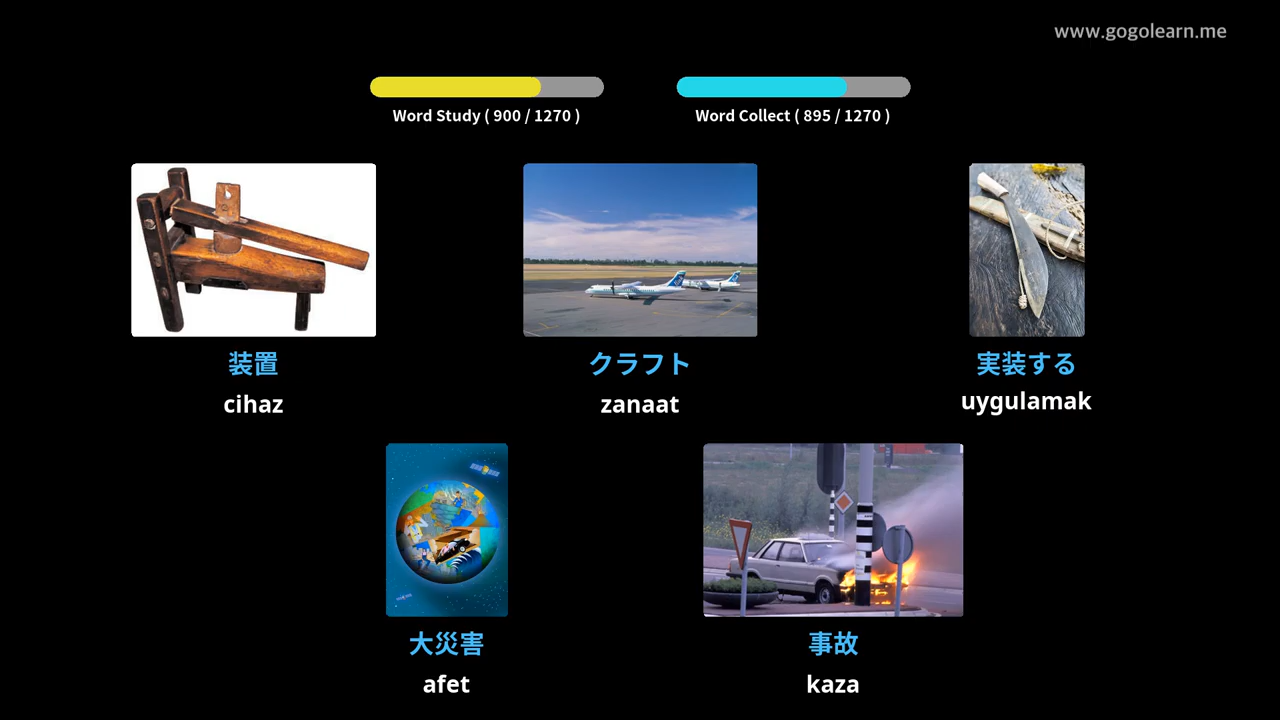 www.gogolearn.me
Word Study ( 900 / 1270 )
Word Collect ( 895 / 1270 )
装置
cihaz
クラフト
zanaat
実装する
uygulamak
大災害
afet
事故
kaza